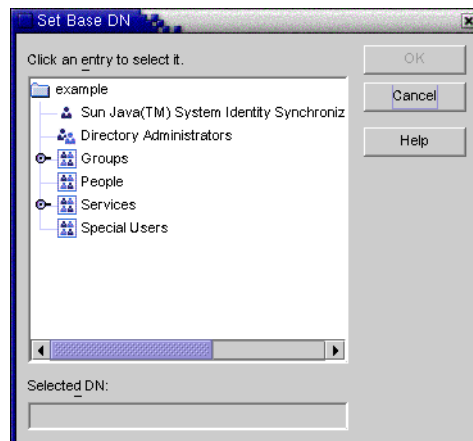 Set Base DN
Click an entry to select it.
example
Sun Java(TM) System Identity Synchroniz
Directory Administrators
Groups
People
Services
Special Users
Selected DN:
OK
Cancel
Help